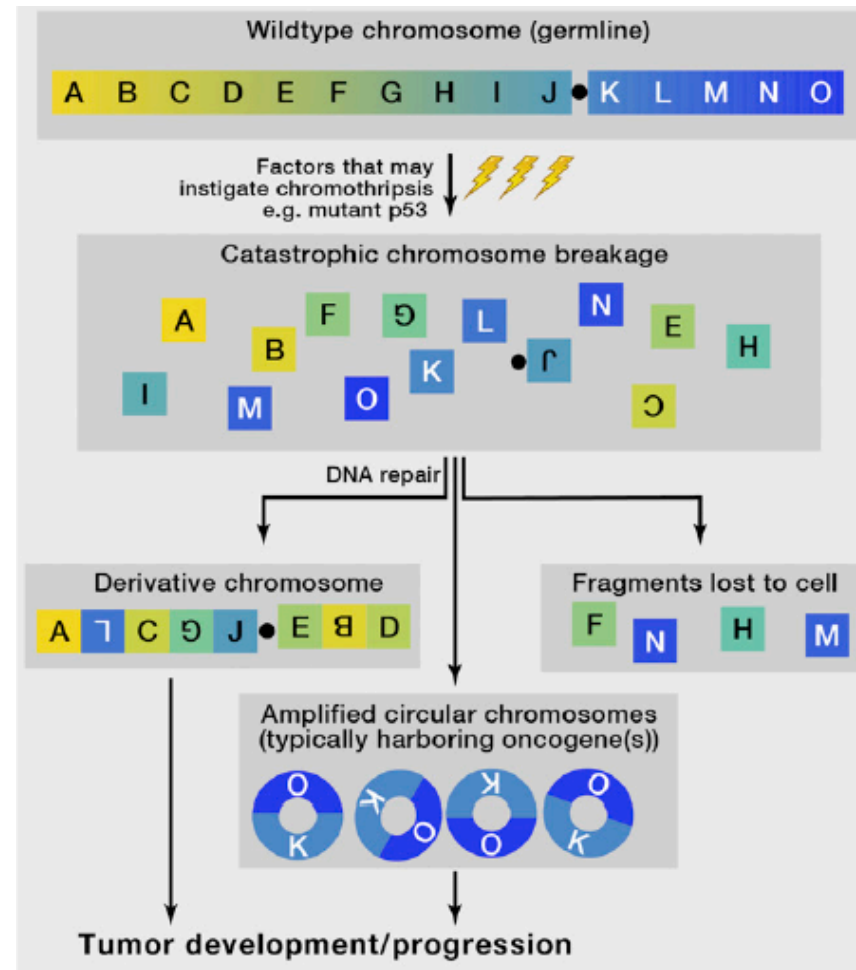 Wildtype chromosome (germline)
A B C D E F G H I J K L M N O
Factors that may
instigate chromothripsis
e.g. mutant p53
Catastrophic chromosome breakage
A B F G L N E H
I M O K J C
DNA repair
Derivative chromosome
A L C G J E B D
Fragments lost to cell
F N H M
Amplified circular chromosomes
(typically harboring oncogene(s))
O K K O K O O K
Tumor development/progression